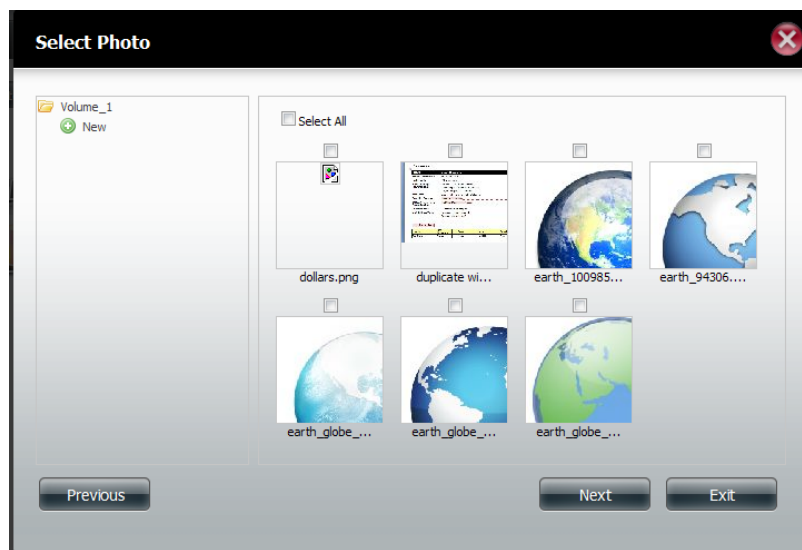 Select Photo
Volume_1
New
Select All
dollars.png
duplicate wi...
earth_100985...
earth_94306....
earth_globe_...
earth_globe_...
earth_globe_...
Previous
Next
Exit